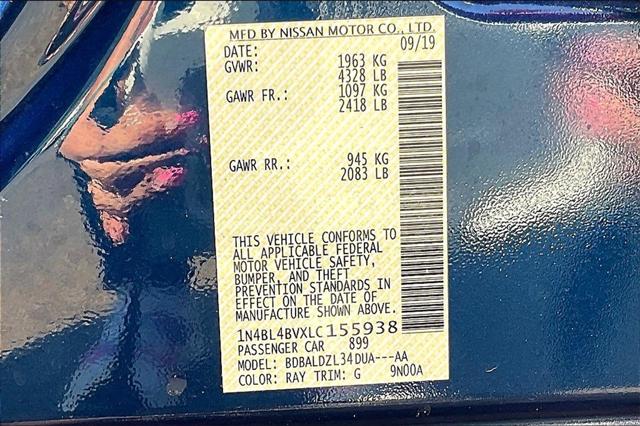 MFD BY NISSAN MOTOR CO., LTD.
DATE: 09/19
GVWR: 1963 KG
4328 LB
GAWR FR.: 1097 KG
2418 LB
GAWR RR.: 945 KG
2083 LB
THIS VEHICLE CONFORMS TO
ALL APPLICABLE FEDERAL
MOTOR VEHICLE SAFETY,
BUMPER, AND THEFT
PREVENTION STANDARDS IN
EFFECT ON THE DATE OF
MANUFACTURE SHOWN ABOVE.
1N4BL4BVXLC155938
PASSENGER CAR 899
MODEL: BDBALDZL34DUA---AA
COLOR: RAY TRIM: G 9N00A